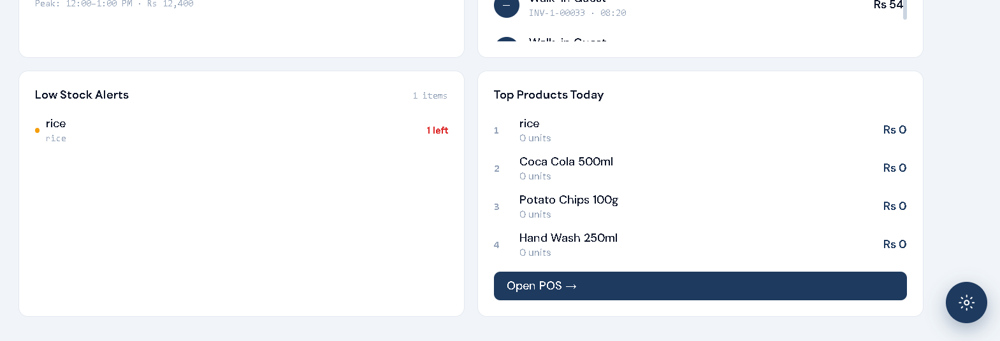 Peak: 12:00–1:00 PM · Rs 12,400
Walk-in Guest
INV-1-00033 · 08:20
Rs 54
Walk-in Guest
Low Stock Alerts
1 items
rice
rice
1 left
Top Products Today
1
rice
0 units
Rs 0
2
Coca Cola 500ml
0 units
Rs 0
3
Potato Chips 100g
0 units
Rs 0
4
Hand Wash 250ml
0 units
Rs 0
Open POS →